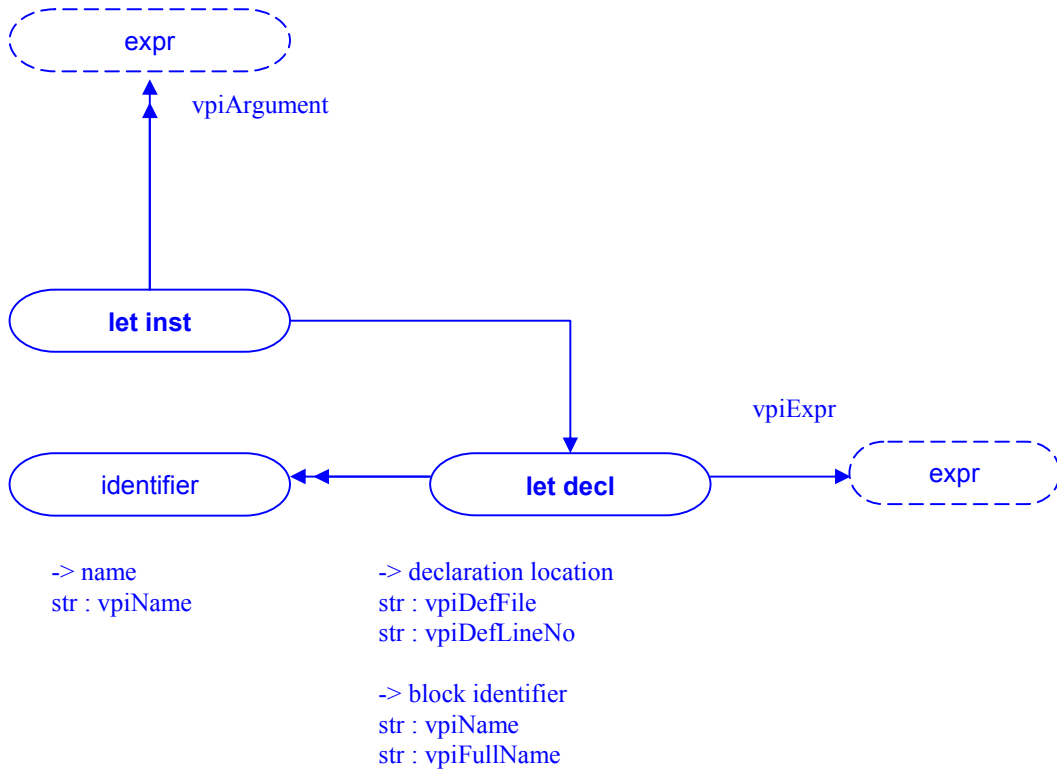 expr
vpiArgument
let inst
vpiExpr
identifier
let decl
expr
-> name
str : vpiName
-> declaration location
str : vpiDefFile
str : vpiDefLineNo
-> block identifier
str : vpiName
str : vpiFullName